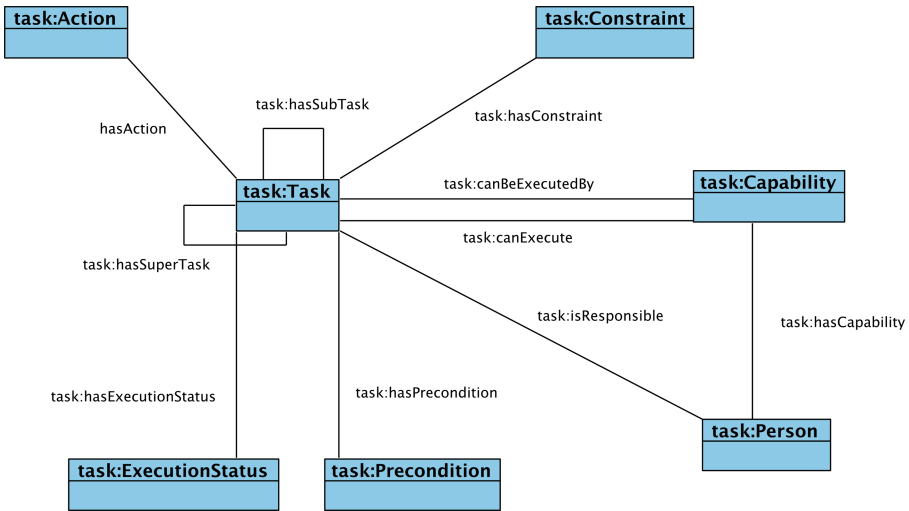 task:Action
task:Constraint
task:hasSubTask
task:hasConstraint
hasAction
task:Task
task:canBeExecutedBy
task:Capability
task:canExecute
task:hasSuperTask
task:isResponsible
task:hasCapability
task:hasExecutionStatus
task:hasPrecondition
task:Person
task:ExecutionStatus
task:Precondition